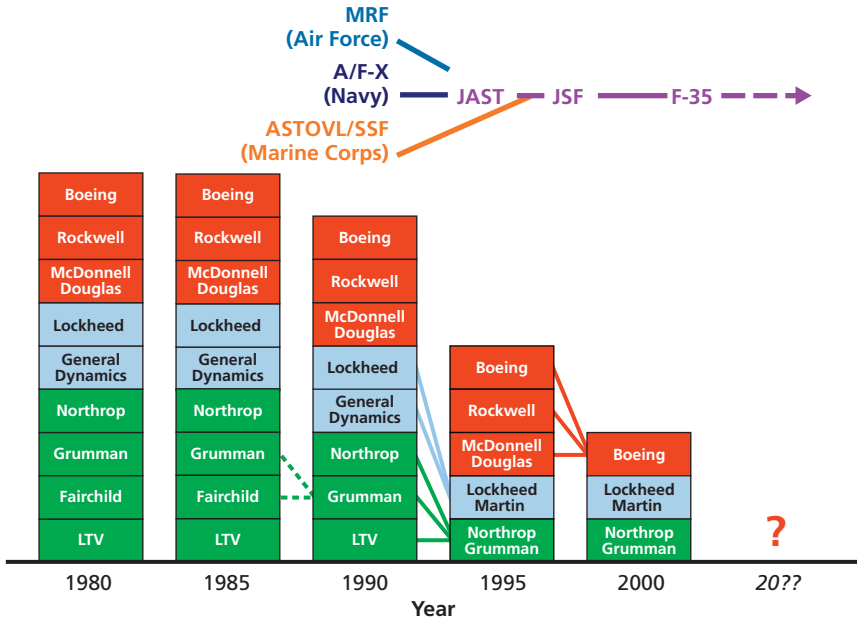 MRF
(Air Force)
A/F-X
(Navy)
JAST
JSF
F-35
ASTOVL/SSF
(Marine Corps)
Boeing
Rockwell
McDonnell
Douglas
Lockheed
General
Dynamics
Northrop
Grumman
Fairchild
LTV
Boeing
Rockwell
McDonnell
Douglas
Lockheed
General
Dynamics
Northrop
Grumman
Fairchild
LTV
Boeing
Rockwell
McDonnell
Douglas
Lockheed
General
Dynamics
Northrop
Grumman
LTV
Boeing
Rockwell
McDonnell
Douglas
Lockheed
Martin
Northrop
Grumman
Boeing
Lockheed
Martin
Northrop
Grumman
?
1980
1985
1990
1995
2000
20??
Year